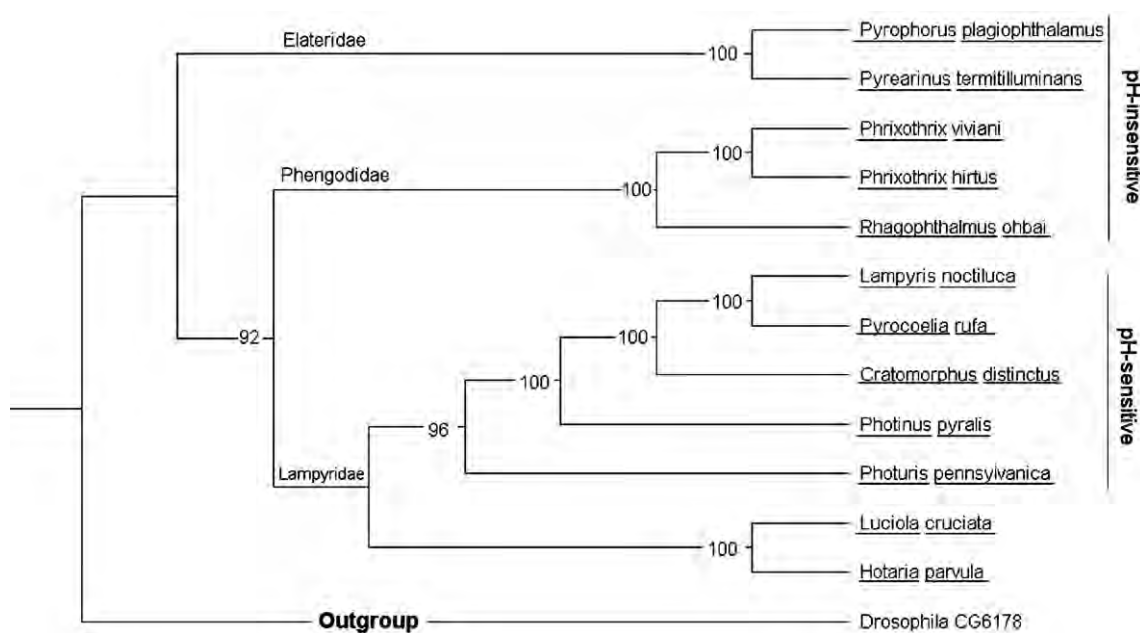 Elateridae
100
Pyrophorus plagiophthalamus
Pyrearinus termitilluminans
Phengodidae
100
100
Phrixothrix viviani
Phrixothrix hirtus
Rhagophthalmus ohbai
pH-insensitive
92
Lampyridae
96
100
100
100
Lampyris noctiluca
Pyrocoelia rufa
Cratomorphus distinctus
Photinus pyralis
Photuris pennsylvanica
pH-sensitive
100
Luciola cruciata
Hotaria parvula
Outgroup
Drosophila CG6178